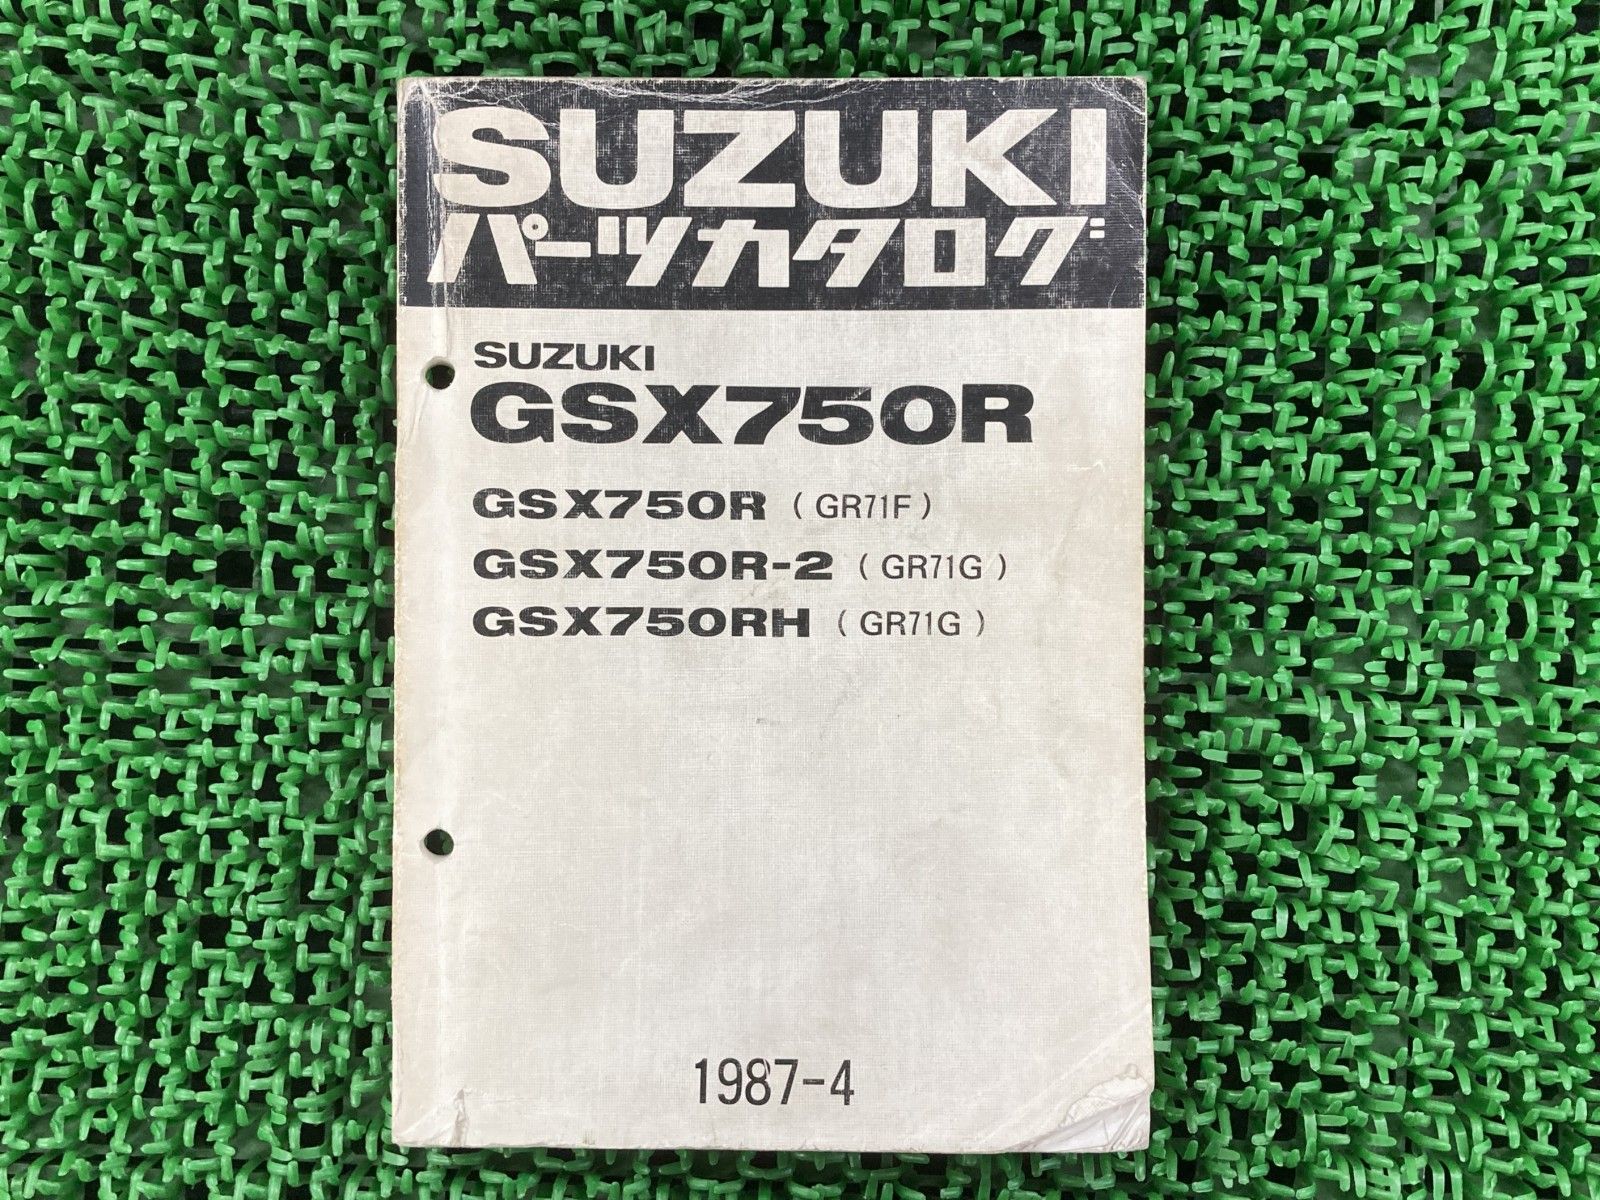 SUZUKI
パーツカタログ
SUZUKI
GSX750R
GSX750R (GR71F)
GSX750R-2 (GR71G)
GSX750RH (GR71G)
1987-4